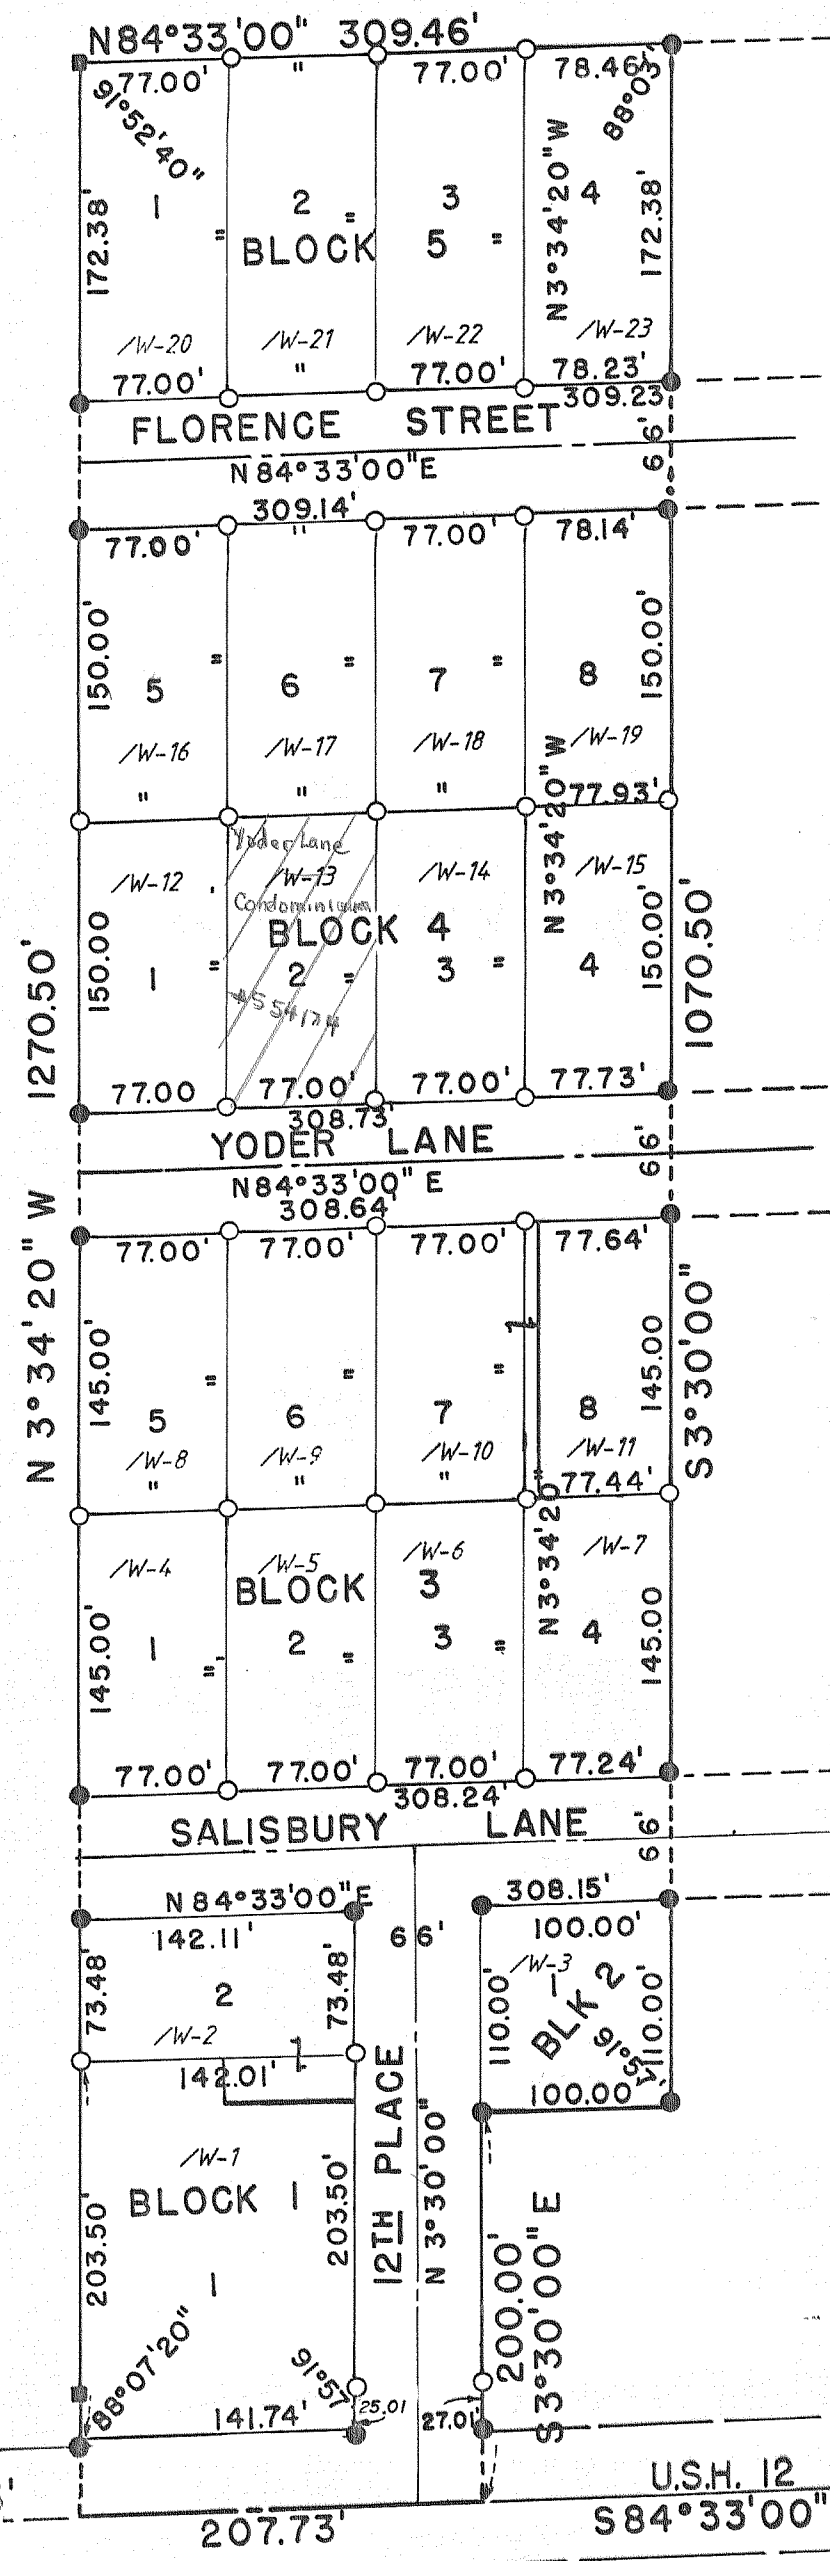 N84°33'00" 309.46'
77.00' " 77.00' 78.46'
91°52'40" 88°03'
172.38' N3°34'20"W 172.38'
1 2 3 4
" " "
BLOCK 5
/W-20 /W-21 /W-22 /W-23
77.00' " 77.00' 78.23'
309.23
FLORENCE STREET
66'
N84°33'00"E
309.14'
77.00' " 77.00' 78.14'
150.00' 150.00'
" " "
5 6 7 8
/W-16 /W-17 /W-18 /W-19
" " "
N3°34'20"W
77.93'
Yoder Lane
/W-12 /W-13 /W-14 /W-15
Condominium
BLOCK 4
150.00 150.00'
1 2 3 4
" " "
4554174
1270.50' 1070.50'
N 3°34'20"W
77.00 77.00' 77.00' 77.73'
308.73'
YODER LANE
66'
N84°33'00" E
308.64'
77.00' 77.00' 77.00' 77.64'
N 3°34'20" W S3°30'00"
145.00' 145.00
" " "
5 6 7 8
/W-8 /W-9 /W-10 /W-11
" " "
77.44'
N3°34'20"
/W-4 /W-5 /W-6 /W-7
BLOCK 3
145.00' 145.00
1 2 3 4
" " "
77.00' 77.00' 77.00' 77.24'
308.24'
SALISBURY LANE
66'
N84°33'00"E 308.15'
142.11' 66' 100.00'
73.48' 73.48'
2 /W-3
/W-2 1
BLK 2
110.00' 110.00'
91°57'
142.01' 100.00'
12TH PLACE
N 3°30'00"
/W-1
BLOCK 1
203.50' 203.50'
1
200.00'
S3°30'00"E
88°07'20" 91°57'
141.74' 25.01 27.01'
U.S.H. 12
207.73' S84°33'00"